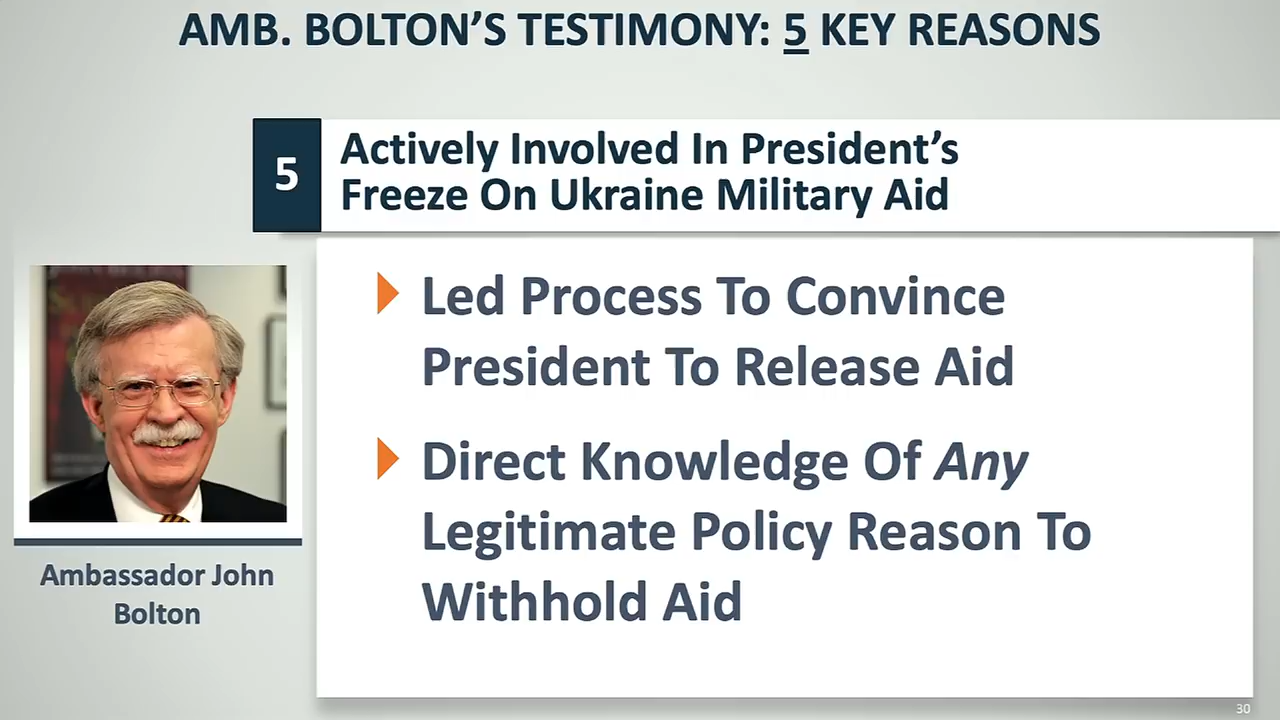 AMB. BOLTON’S TESTIMONY: 5 KEY REASONS
5
Actively Involved In President’s
Freeze On Ukraine Military Aid
Led Process To Convince
President To Release Aid
Direct Knowledge Of Any
Legitimate Policy Reason To
Withhold Aid
Ambassador John
Bolton
30